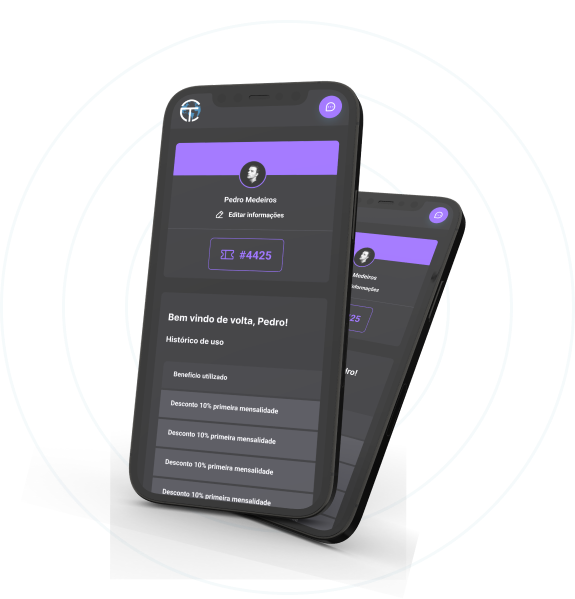 Pedro Medeiros
Editar informações
#4425
Bem vindo de volta, Pedro!
Histórico de uso
Benefício utilizado
Desconto 10% primeira mensalidade
Desconto 10% primeira mensalidade
Desconto 10% primeira mensalidade
Desconto 10% primeira mensalidade
Medeiros
informações
25
dro!